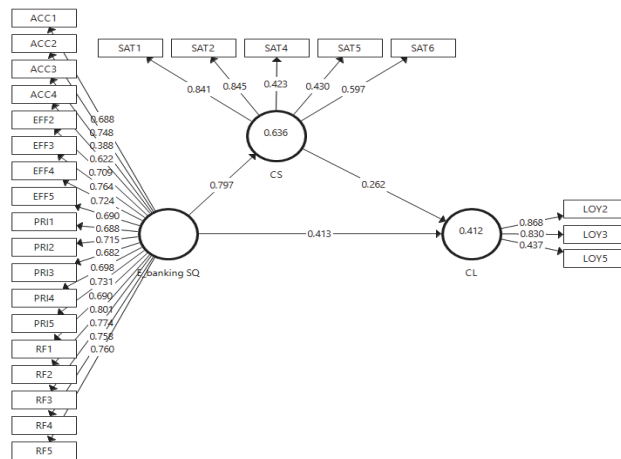 ACC1
ACC2
ACC3
ACC4
EFF2
EFF3
EFF4
EFF5
PRI1
PRI2
PRI3
PRI4
PRI5
RF1
RF2
RF3
RF4
RF5
0.688
0.748
0.388
0.622
0.709
0.764
0.724
0.690
0.688
0.715
0.682
0.698
0.731
0.690
0.801
0.774
0.758
0.760
E_banking SQ
SAT1
SAT2
SAT4
SAT5
SAT6
0.841
0.845
0.423
0.430
0.597
0.636
CS
0.797
0.262
0.413
0.412
CL
0.868
0.830
0.437
LOY2
LOY3
LOY5